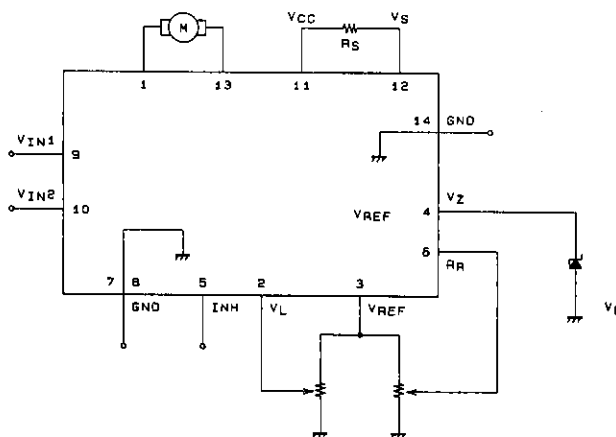 M
VCC VS
RS
1 13 11 12
14 GND
VIN1
9
VIN2
10
VREF 4 VZ
6 RR
7 8 5 2 3
GND INH VL VREF